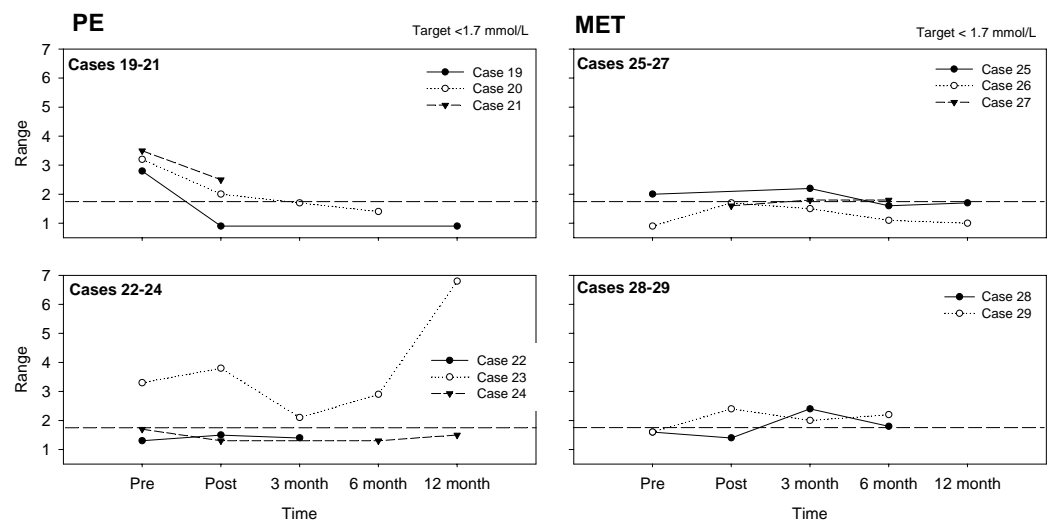 PE
Target <1.7 mmol/L
Cases 19-21
Case 19
Case 20
Case 21
Range
7
6
5
4
3
2
1
MET
Target < 1.7 mmol/L
Cases 25-27
Case 25
Case 26
Case 27
Cases 22-24
Case 22
Case 23
Case 24
Range
7
6
5
4
3
2
1
Pre Post 3 month 6 month 12 month
Time
Cases 28-29
Case 28
Case 29
Pre Post 3 month 6 month 12 month
Time